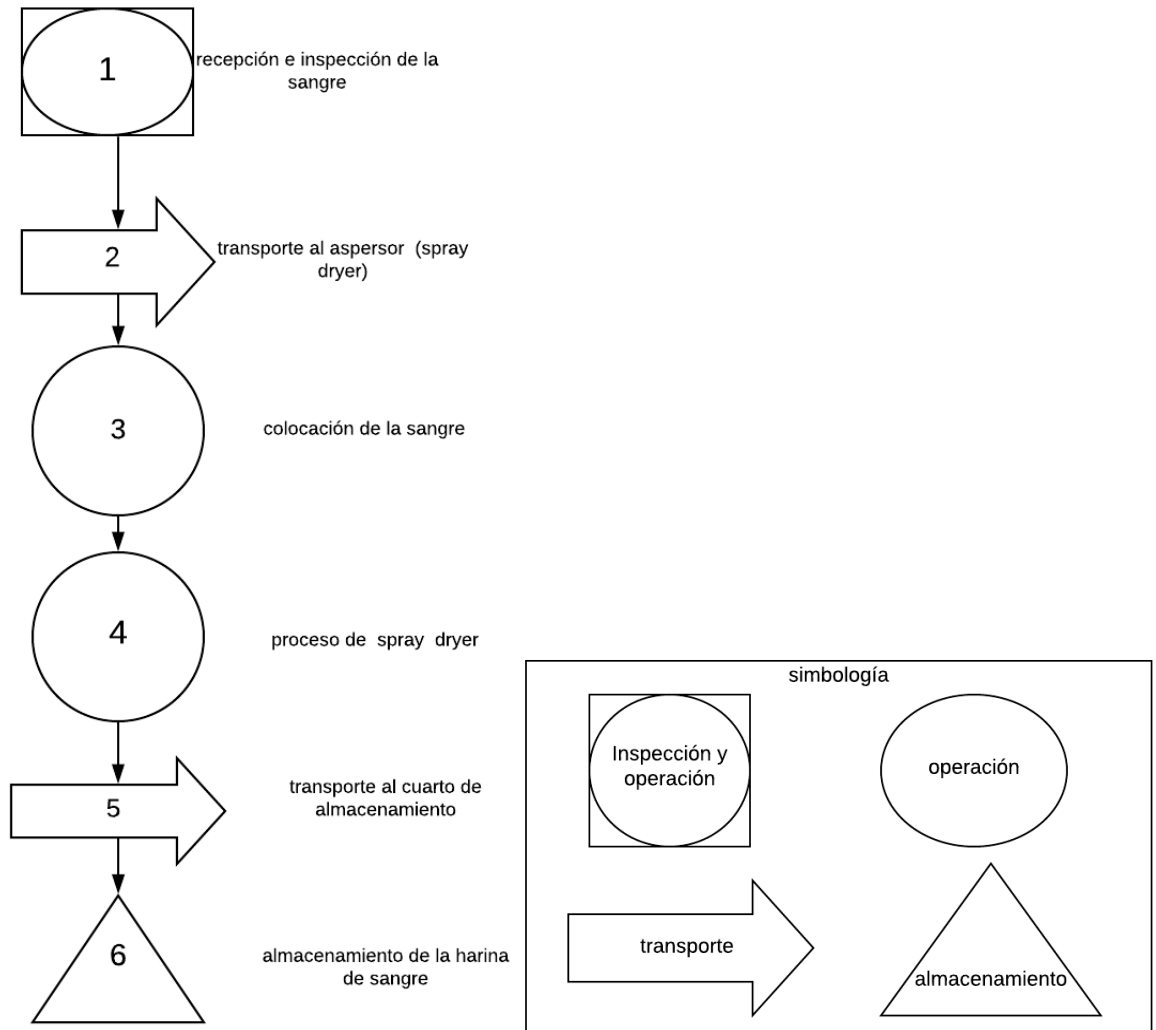 1
recepción e inspección de la
sangre
2
transporte al aspersor (spray
dryer)
3
colocación de la sangre
4
proceso de spray dryer
5
transporte al cuarto de
almacenamiento
6
almacenamiento de la harina
de sangre
simbología
Inspección y
operación
operación
transporte
almacenamiento